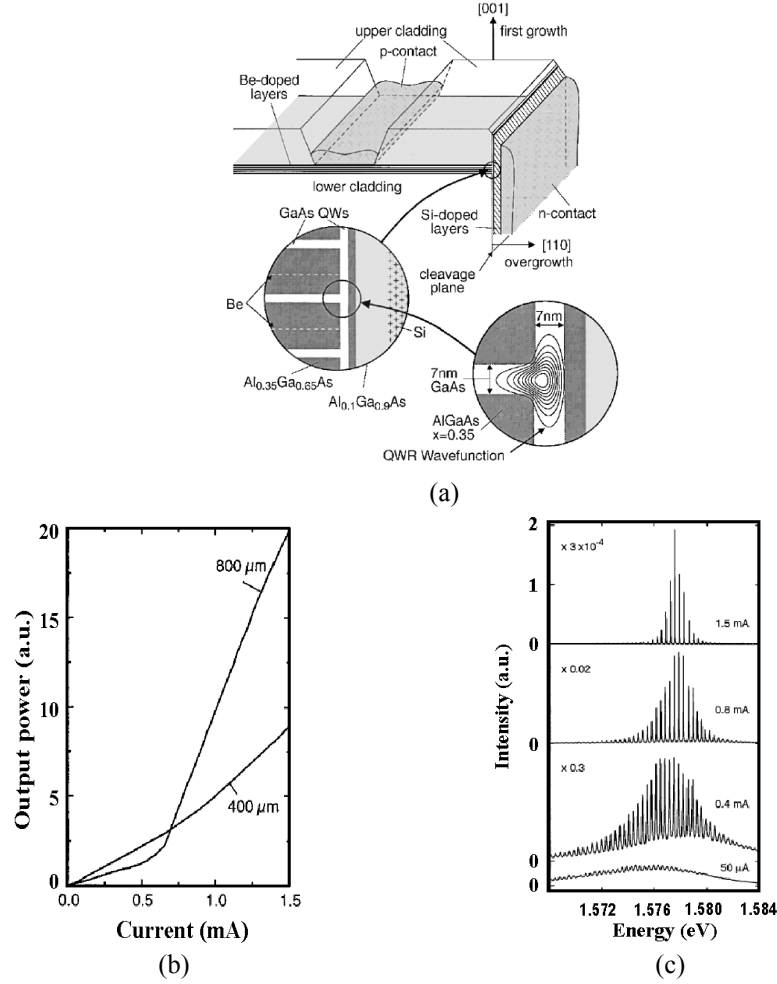 [001]
upper cladding
first growth
p-contact
Be-doped
layers
lower cladding
GaAs QWs
Si-doped
layers
n-contact
[110]
overgrowth
cleavage
plane
Be
Si
7nm
7nm
GaAs
Al0.35Ga0.65As
Al0.1Ga0.9As
AlGaAs
x=0.35
QWR Wavefunction
(a)
20
15
10
5
0
Output power (a.u.)
800 µm
400 µm
0.0
0.5
1.0
1.5
Current (mA)
(b)
2
1
0
0
0
0
Intensity (a.u.)
x 3 x10-4
1.5 mA
x 0.02
0.8 mA
x 0.3
0.4 mA
50 µA
1.572
1.576
1.580
1.584
Energy (eV)
(c)